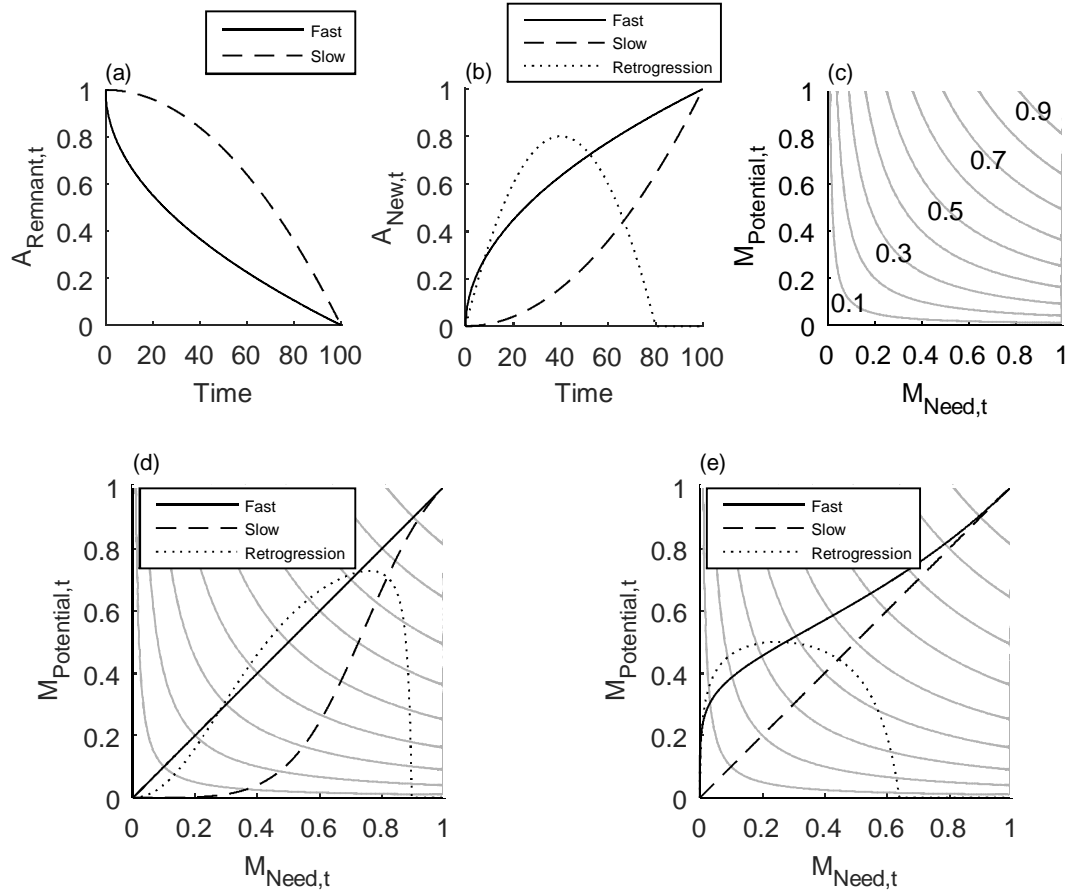 Fast
Slow
(a)
1
0.8
0.6
0.4
0.2
0
0 20 40 60 80 100
A_Remnant,t
Time
Fast
Slow
Retrogression
(b)
1
0.8
0.6
0.4
0.2
0
0 20 40 60 80 100
A_New,t
Time
(c)
1
0.8
0.6
0.4
0.2
0
0 0.2 0.4 0.6 0.8 1
M_Potential,t
M_Need,t
0.9
0.7
0.5
0.3
0.1
(d)
Fast
Slow
Retrogression
1
0.8
0.6
0.4
0.2
0
0 0.2 0.4 0.6 0.8 1
M_Potential,t
M_Need,t
(e)
Fast
Slow
Retrogression
1
0.8
0.6
0.4
0.2
0
0 0.2 0.4 0.6 0.8 1
M_Potential,t
M_Need,t